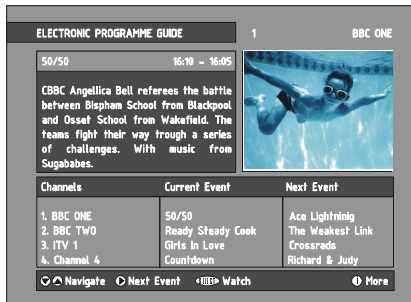 ELECTRONIC PROGRAMME GUIDE 1 BBC ONE
50/50 16:10 – 16:05
CBBC Angellica Bell referees the battle
between Bispham School from Blackpool
and Osset School from Wakefield. The
teams fight their way trough a series
of challenges. With music from
Sugababes.
Channels Current Event Next Event
1. BBC ONE 50/50 Ace Lightninig
2. BBC TWO Ready Steady Cook The Weakest Link
3. ITV 1 Girls In Love Crossrads
4. Channel 4 Countdown Richard & Judy
Navigate Next Event Watch More